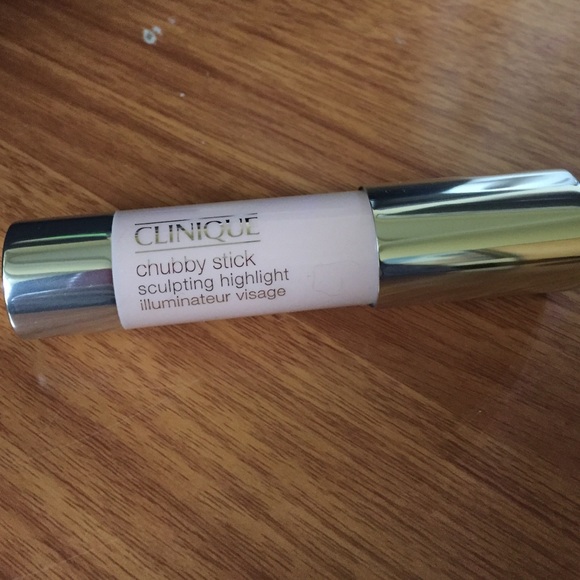 CLINIQUE
chubby stick
sculpting highlight
illuminateur visage